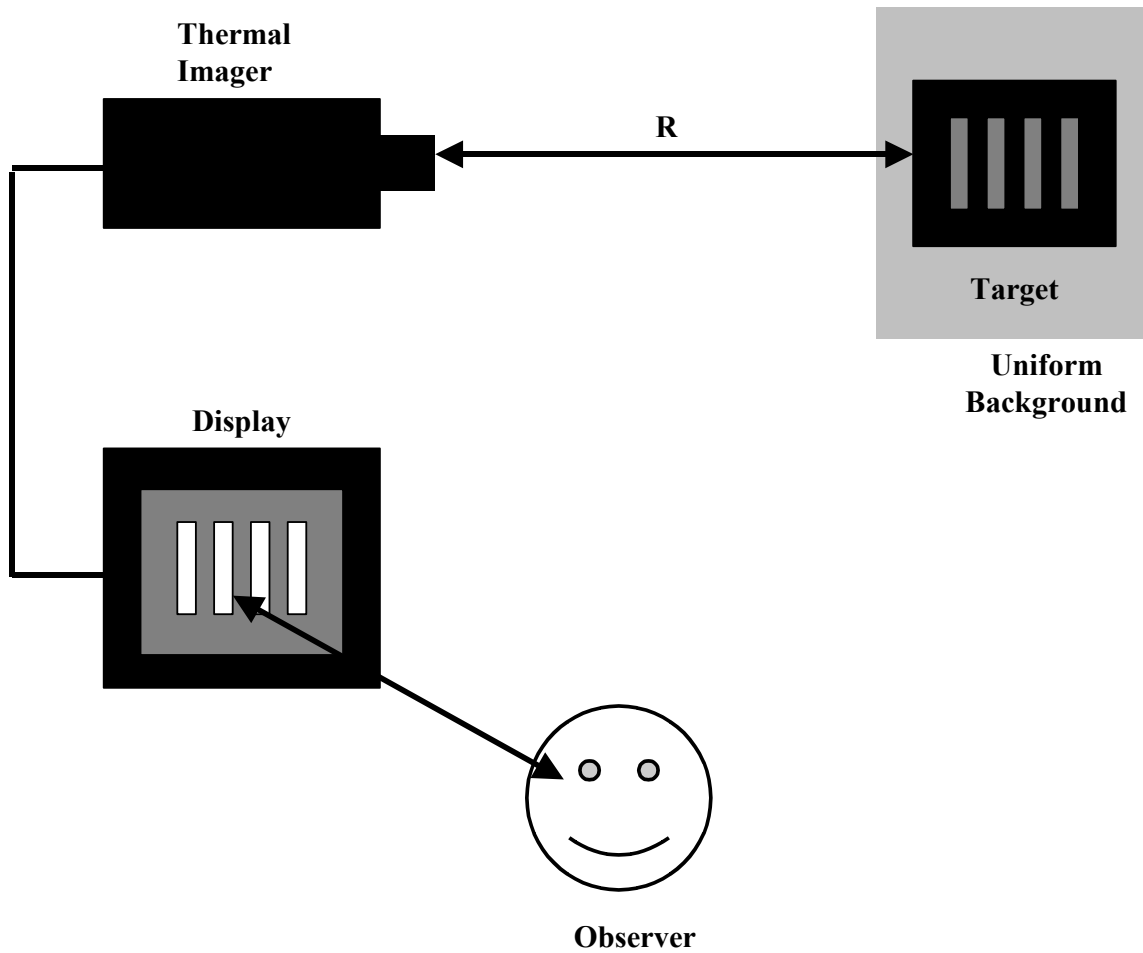 Thermal
Imager
R
Target
Uniform
Background
Display
Observer